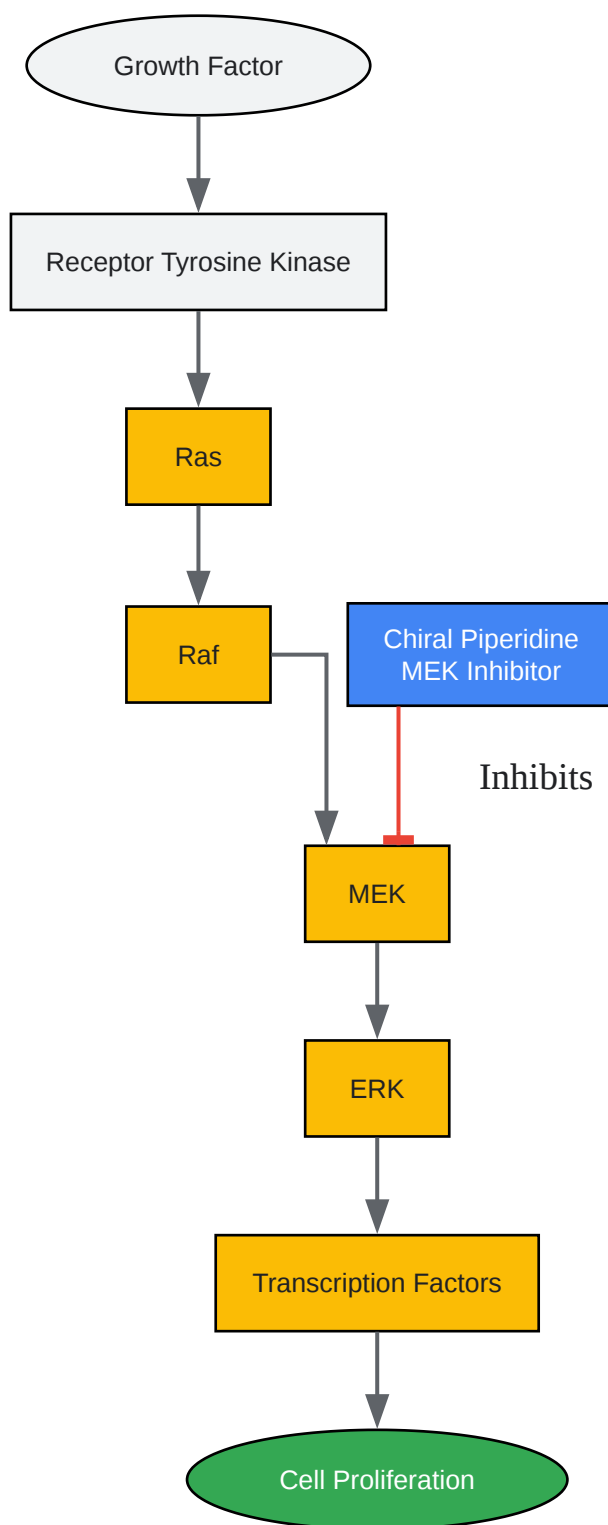 Growth Factor
Receptor Tyrosine Kinase
Ras
Raf
Chiral Piperidine
MEK Inhibitor
Inhibits
MEK
ERK
Transcription Factors
Cell Proliferation